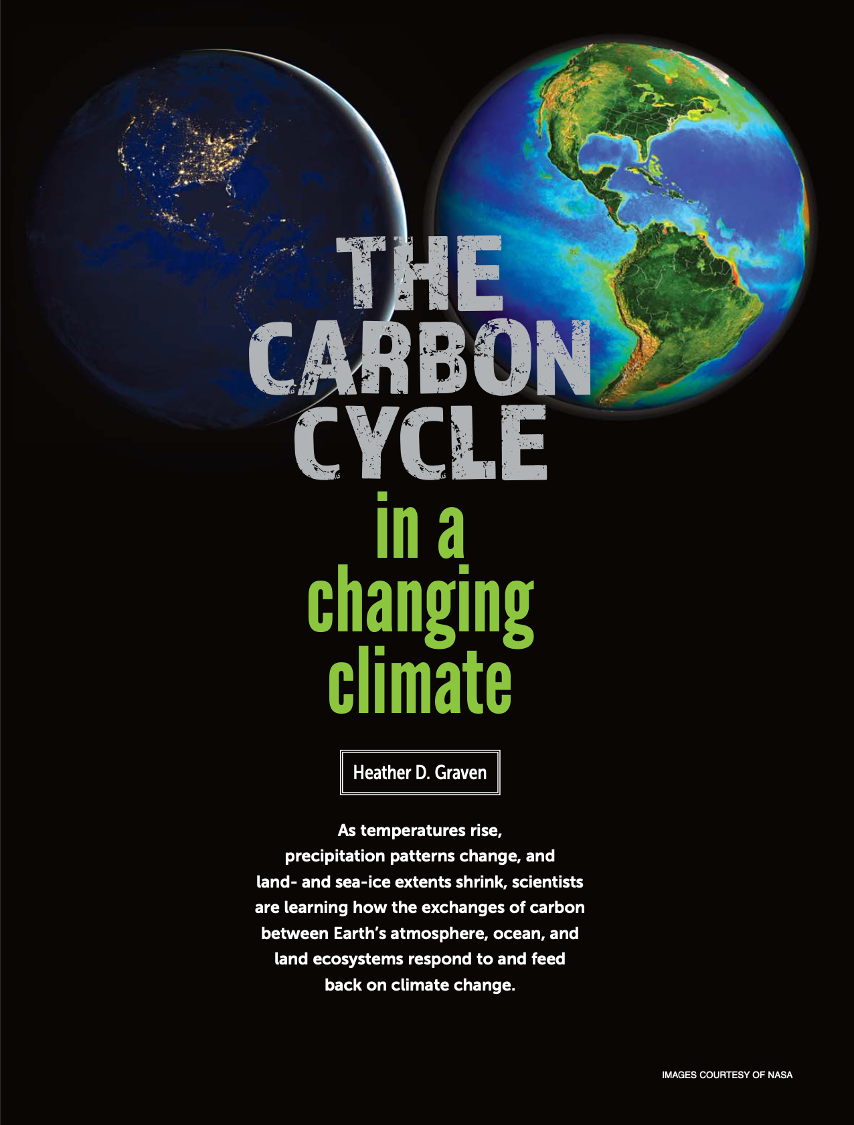 THE
CARBON
CYCLE
in a
changing
climate
Heather D. Graven
As temperatures rise,
precipitation patterns change, and
land- and sea-ice extents shrink, scientists
are learning how the exchanges of carbon
between Earth’s atmosphere, ocean, and
land ecosystems respond to and feed
back on climate change.
IMAGES COURTESY OF NASA